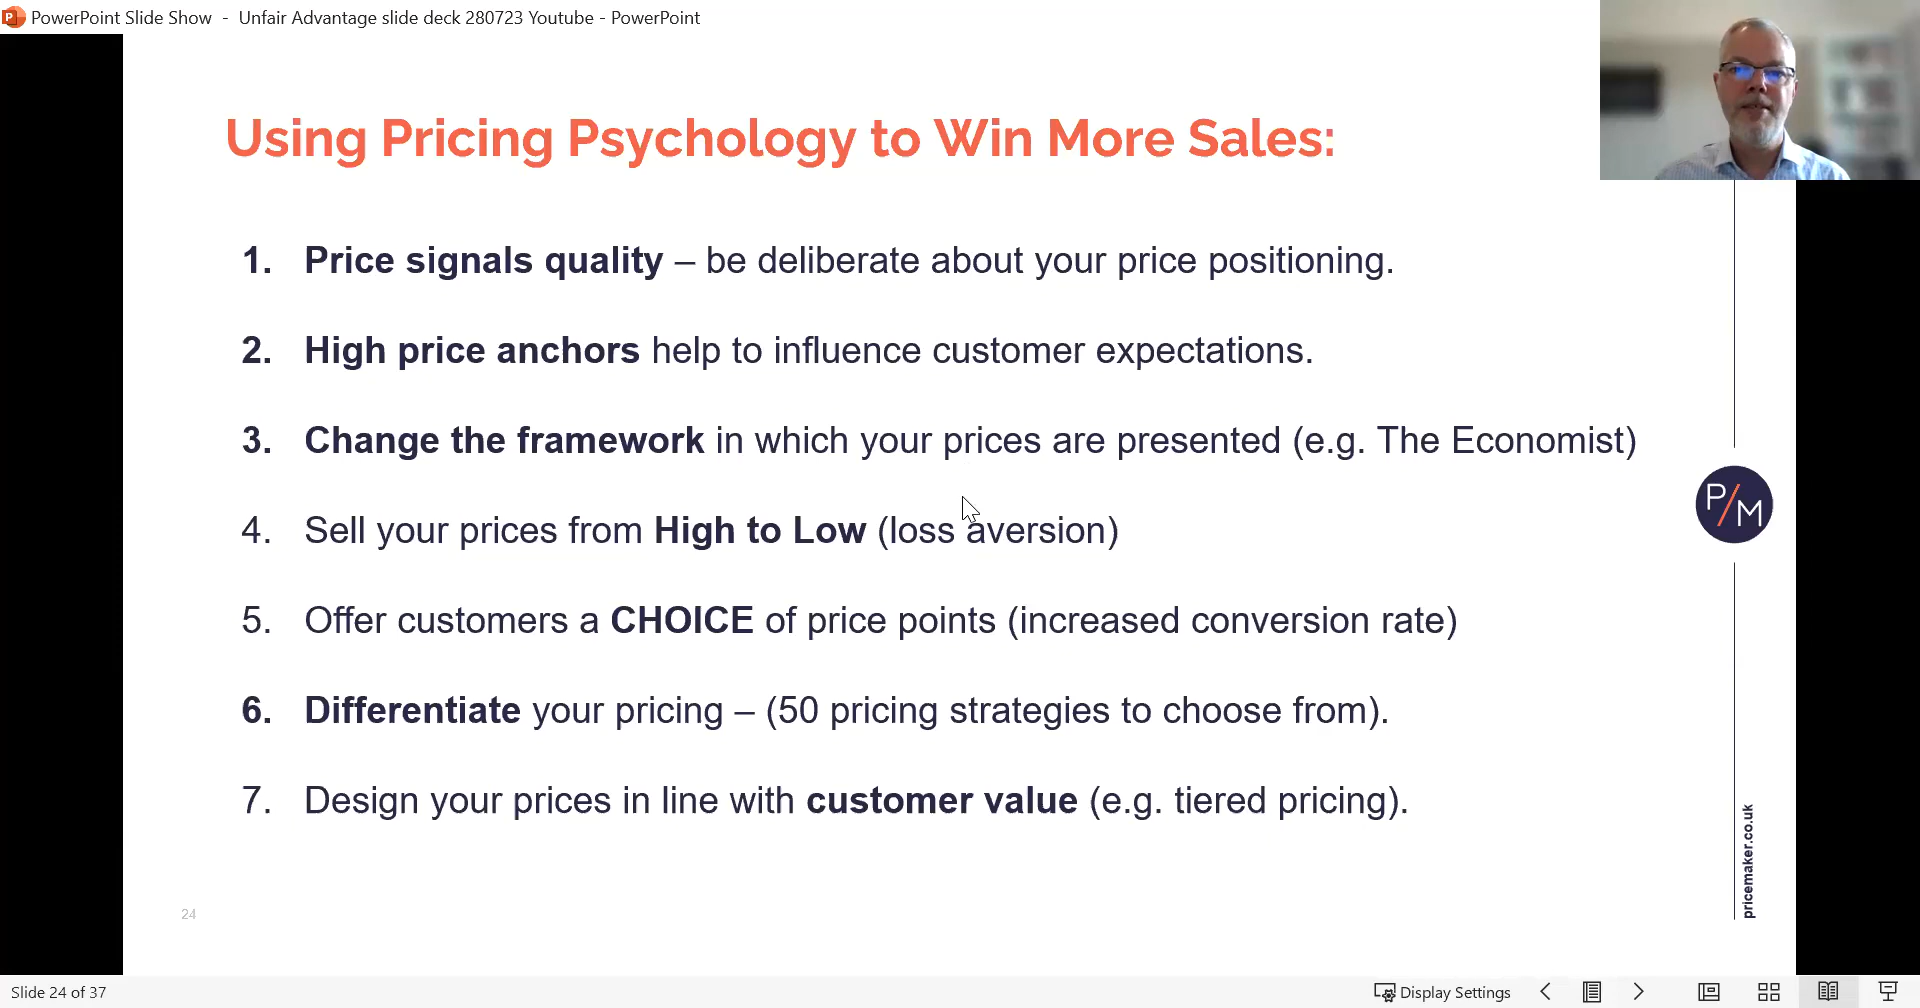 PowerPoint Slide Show - Unfair Advantage slide deck 280723 Youtube - PowerPoint
Using Pricing Psychology to Win More Sales:
1. Price signals quality – be deliberate about your price positioning.
2. High price anchors help to influence customer expectations.
3. Change the framework in which your prices are presented (e.g. The Economist)
4. Sell your prices from High to Low (loss aversion)
5. Offer customers a CHOICE of price points (increased conversion rate)
6. Differentiate your pricing – (50 pricing strategies to choose from).
7. Design your prices in line with customer value (e.g. tiered pricing).
P/M
pricemaker.co.uk
24
Slide 24 of 37
Display Settings